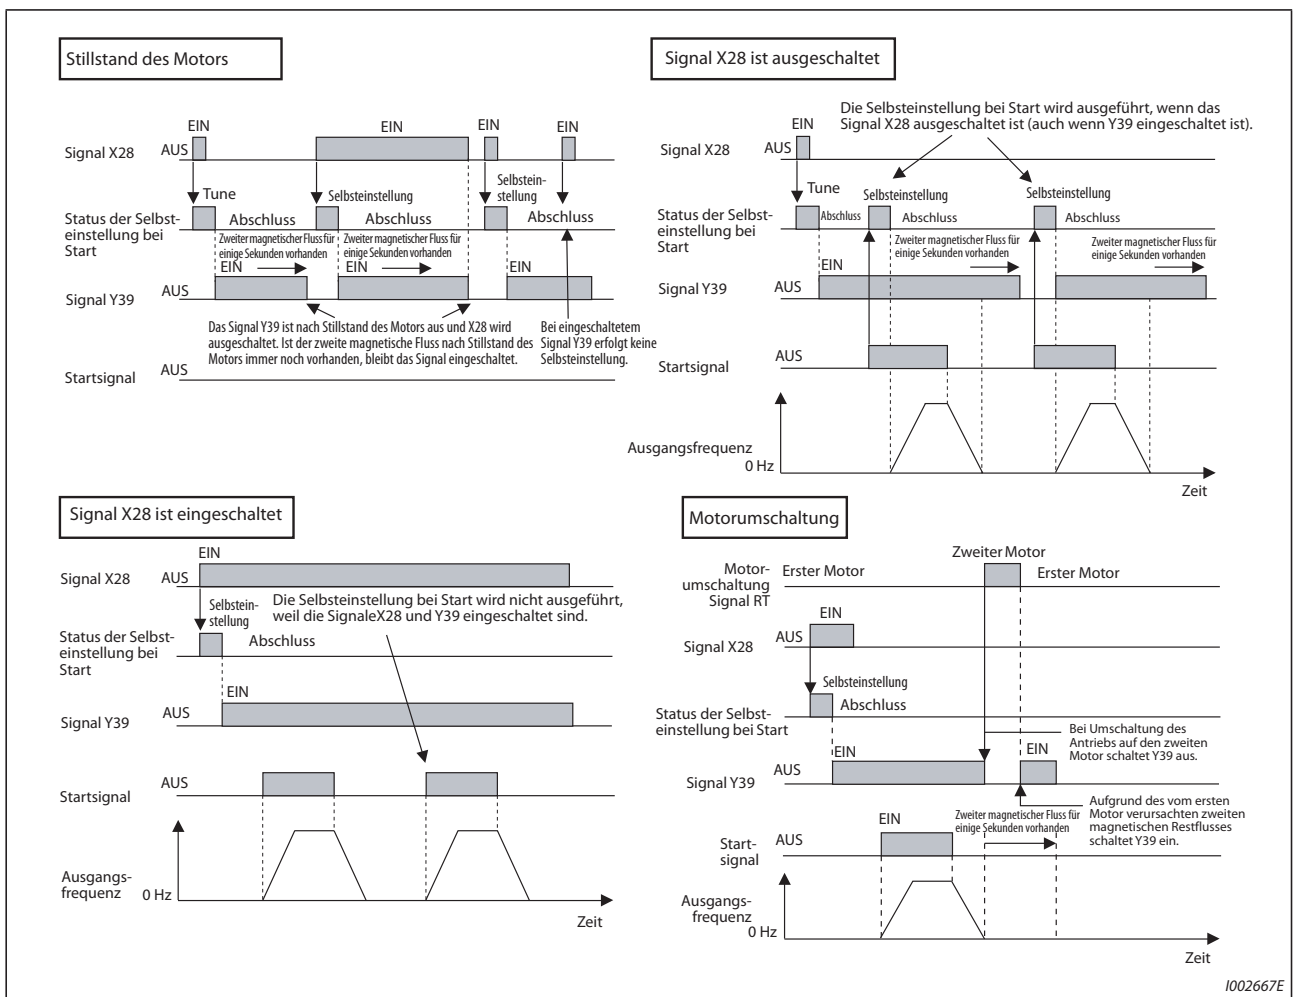 Stillstand des Motors
EIN
EIN
EIN
EIN
Signal X28
AUS
Tune
Selbsteinstellung
Selbstein-
stellung
Status der Selbst-
einstellung bei
Start
Abschluss
Abschluss
Abschluss
Zweiter magnetischer Fluss für
einige Sekunden vorhanden
Zweiter magnetischer Fluss für
einige Sekunden vorhanden
EIN
EIN
EIN
Signal Y39
AUS
Das Signal Y39 ist nach Stillstand des Motors aus und X28 wird
ausgeschaltet. Ist der zweite magnetische Fluss nach Stillstand des
Motors immer noch vorhanden, bleibt das Signal eingeschaltet.
Bei eingeschaltetem
Signal Y39 erfolgt keine
Selbsteinstellung.
Startsignal
AUS
Signal X28 ist ausgeschaltet
Die Selbsteinstellung bei Start wird ausgeführt, wenn das
Signal X28 ausgeschaltet ist (auch wenn Y39 eingeschaltet ist).
EIN
Signal X28
AUS
Tune
Selbsteinstellung
Selbsteinstellung
Status der Selbst-
einstellung bei
Start
Abschluss
Abschluss
Abschluss
Zweiter magnetischer Fluss für
einige Sekunden vorhanden
Zweiter magnetischer Fluss für
einige Sekunden vorhanden
EIN
Signal Y39
AUS
AUS
Startsignal
Ausgangsfrequenz
0 Hz
Zeit
Signal X28 ist eingeschaltet
EIN
Signal X28
AUS
Selbstein-
stellung
Die Selbsteinstellung bei Start wird nicht ausgeführt,
weil die SignaleX28 und Y39 eingeschaltet sind.
Status der Selbst-
einstellung bei
Start
Abschluss
EIN
Signal Y39
AUS
AUS
Startsignal
Ausgangs-
frequenz
0 Hz
Zeit
Motorumschaltung
Zweiter Motor
Motor-
umschaltung
Signal RT
Erster Motor
Erster Motor
EIN
Signal X28
AUS
Selbsteinstellung
Abschluss
Status der Selbst-
einstellung bei Start
Bei Umschaltung des
Antriebs auf den zweiten
Motor schaltet Y39 aus.
EIN
EIN
Signal Y39
AUS
Aufgrund des vom ersten
Motor verursachten zweiten
magnetischen Restflusses
schaltet Y39 ein.
Zweiter magnetischer Fluss für
einige Sekunden vorhanden
EIN
Start-
signal
AUS
Ausgangs-
frequenz
0 Hz
Zeit
I002667E